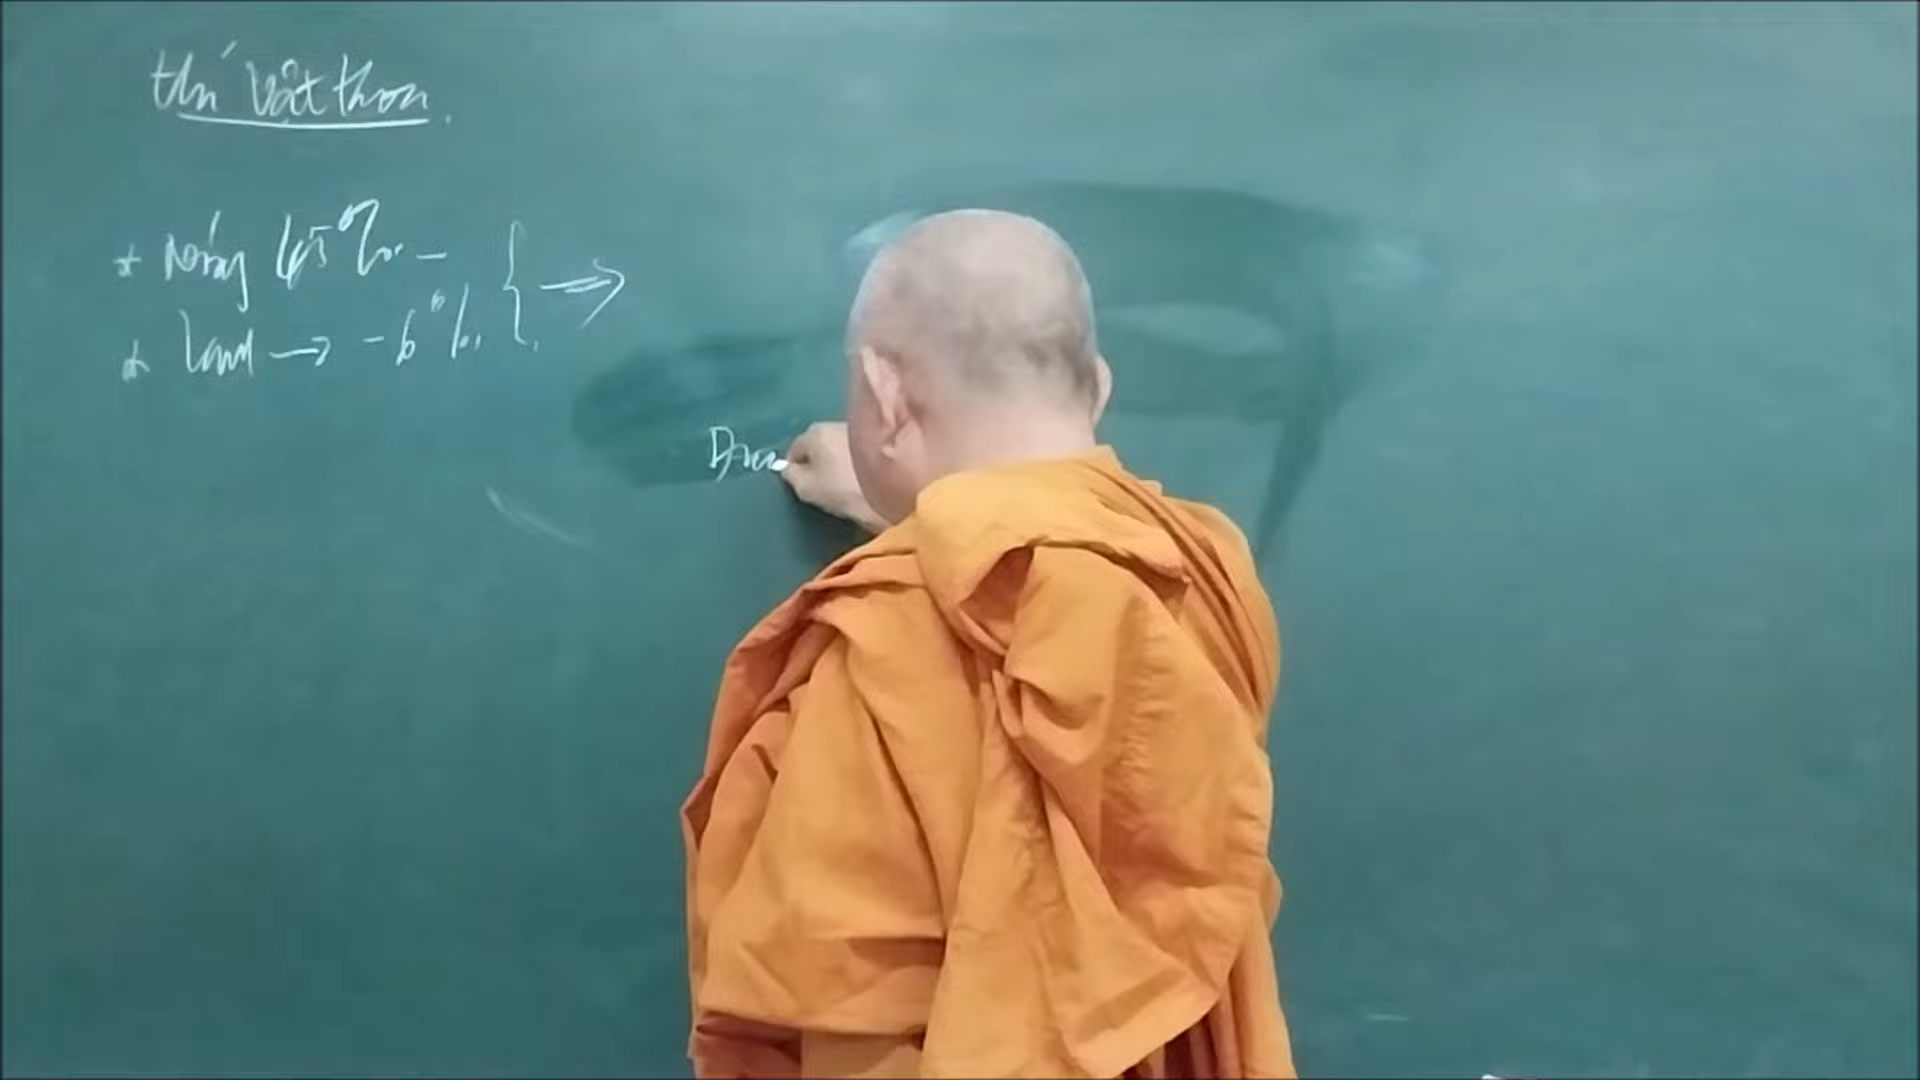 thí vật thơm.
* Nóng 45 % -
* Lạnh → - 6 %. } ⇒